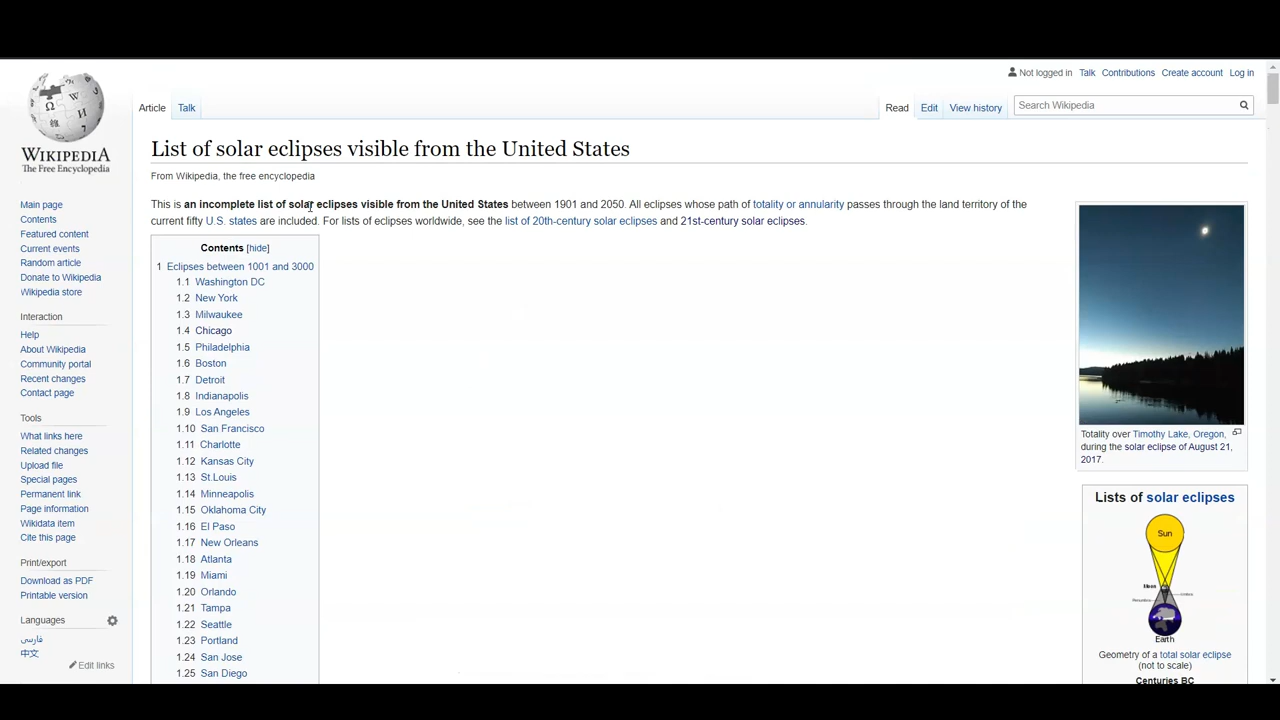 Not logged in Talk Contributions Create account Log in
WIKIPEDIA
The Free Encyclopedia
Article Talk
Read Edit View history
Search Wikipedia
List of solar eclipses visible from the United States
From Wikipedia, the free encyclopedia
This is an incomplete list of solar eclipses visible from the United States between 1901 and 2050. All eclipses whose path of totality or annularity passes through the land territory of the
current fifty U.S. states are included. For lists of eclipses worldwide, see the list of 20th-century solar eclipses and 21st-century solar eclipses.
Main page
Contents
Featured content
Current events
Random article
Donate to Wikipedia
Wikipedia store
Interaction
Help
About Wikipedia
Community portal
Recent changes
Contact page
Tools
What links here
Related changes
Upload file
Special pages
Permanent link
Page information
Wikidata item
Cite this page
Print/export
Download as PDF
Printable version
Languages
فارسی
中文
Edit links
Contents [hide]
1 Eclipses between 1001 and 3000
1.1 Washington DC
1.2 New York
1.3 Milwaukee
1.4 Chicago
1.5 Philadelphia
1.6 Boston
1.7 Detroit
1.8 Indianapolis
1.9 Los Angeles
1.10 San Francisco
1.11 Charlotte
1.12 Kansas City
1.13 St.Louis
1.14 Minneapolis
1.15 Oklahoma City
1.16 El Paso
1.17 New Orleans
1.18 Atlanta
1.19 Miami
1.20 Orlando
1.21 Tampa
1.22 Seattle
1.23 Portland
1.24 San Jose
1.25 San Diego
Totality over Timothy Lake, Oregon,
during the solar eclipse of August 21,
2017.
Lists of solar eclipses
Sun
Moon
Earth
Geometry of a total solar eclipse
(not to scale)
Centuries BC